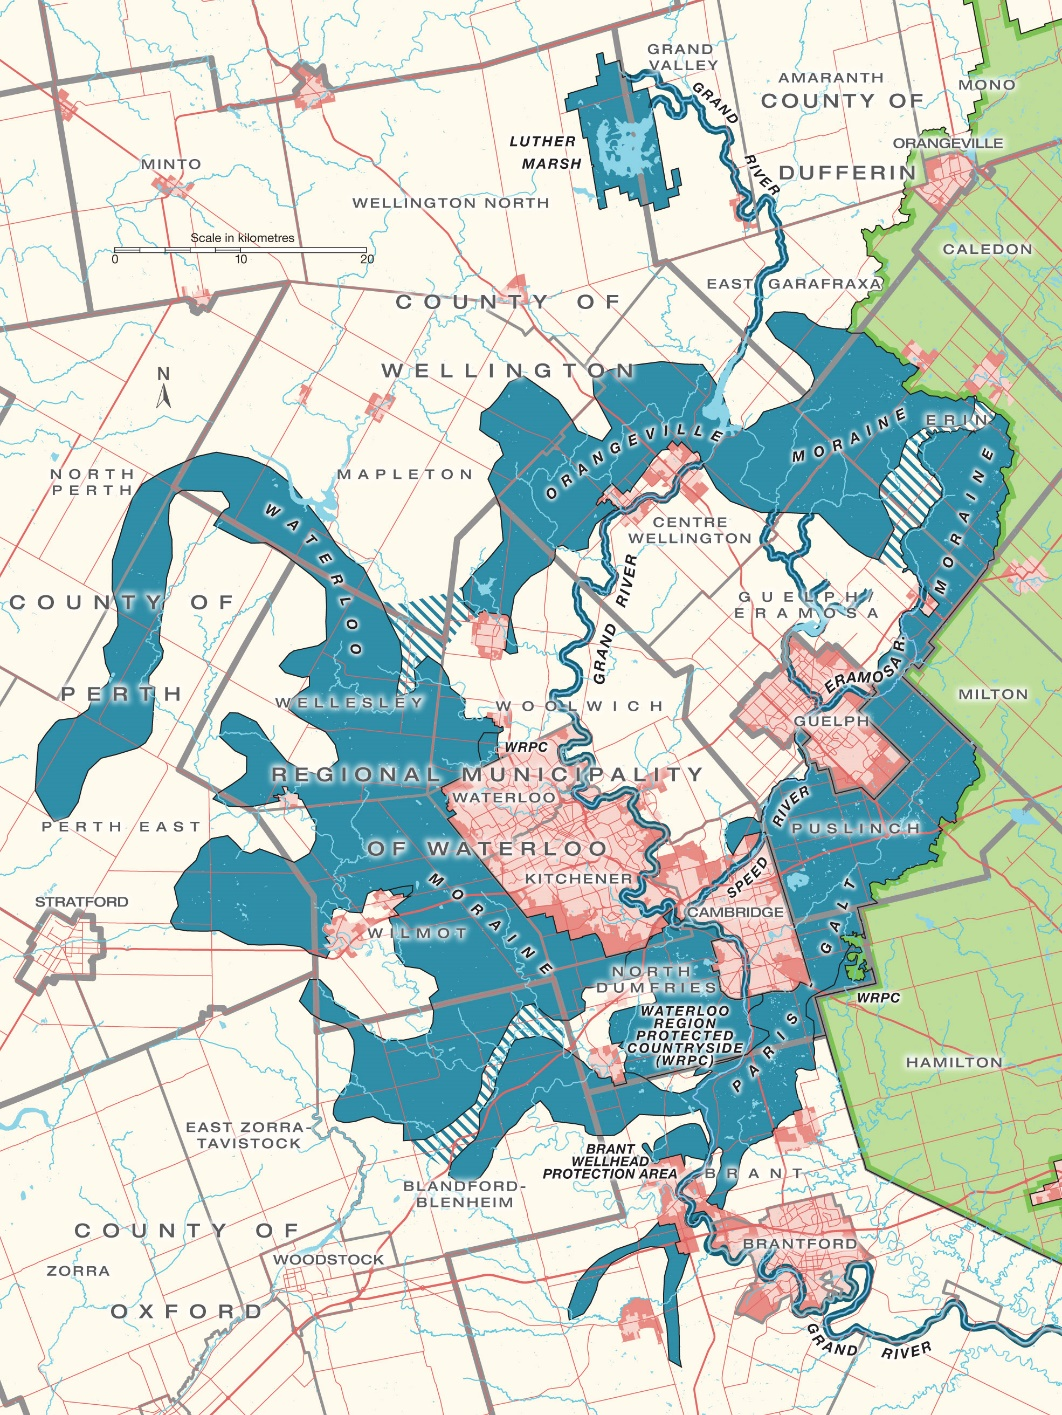 GRAND
VALLEY
AMARANTH
MONO
COUNTY OF
GRAND
RIVER
LUTHER
MARSH
ORANGEVILLE
DUFFERIN
MINTO
WELLINGTON NORTH
Scale in kilometres
0 10 20
CALEDON
EAST GARAFRAXA
COUNTY OF
WELLINGTON
N
ERIN
ORANGEVILLE
MORAINE
NORTH
PERTH
MAPLETON
MORAINE
WATERLOO
CENTRE
WELLINGTON
GRAND RIVER
GUELPH/
ERAMOSA
COUNTY OF
PERTH
ERAMOSA R.
MILTON
WELLESLEY
WOOLWICH
GUELPH
WRPC
REGIONAL MUNICIPALITY
WATERLOO
RIVER
PERTH EAST
PUSLINCH
OF WATERLOO
KITCHENER
SPEED
MORAINE
GALT
STRATFORD
CAMBRIDGE
WILMOT
NORTH
DUMFRIES
WRPC
WATERLOO
REGION
PROTECTED
COUNTRYSIDE
(WRPC)
PARIS
HAMILTON
EAST ZORRA-
TAVISTOCK
BRANT
WELLHEAD
PROTECTION AREA
BRANT
BLANDFORD-
BLENHEIM
COUNTY OF
BRANTFORD
WOODSTOCK
ZORRA
OXFORD
GRAND RIVER